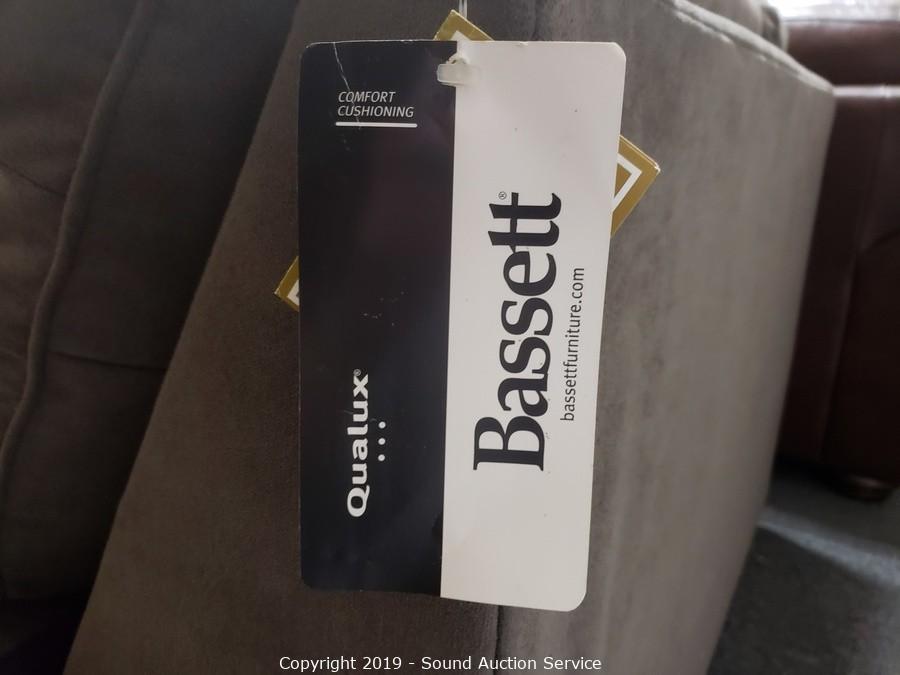 COMFORT
CUSHIONING
Qualux®
Bassett®
bassettfurniture.com
Copyright 2019 - Sound Auction Service